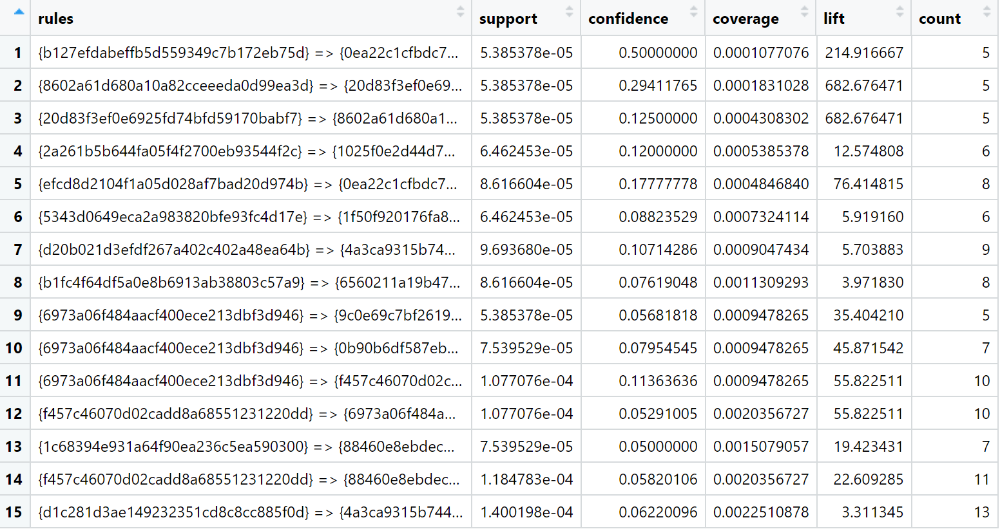 rules support confidence coverage lift count
1 {b127efdabeffb5d559349c7b172eb75d} => {0ea22c1cfbdc7... 5.385378e-05 0.50000000 0.0001077076 214.916667 5
2 {8602a61d680a10a82cceeeda0d99ea3d} => {20d83f3ef0e69... 5.385378e-05 0.29411765 0.0001831028 682.676471 5
3 {20d83f3ef0e6925fd74bfd59170babf7} => {8602a61d680a1... 5.385378e-05 0.12500000 0.0004308302 682.676471 5
4 {2a261b5b644fa05f4f2700eb93544f2c} => {1025f0e2d44d7... 6.462453e-05 0.12000000 0.0005385378 12.574808 6
5 {efcd8d2104f1a05d028af7bad20d974b} => {0ea22c1cfbdc7... 8.616604e-05 0.17777778 0.0004846840 76.414815 8
6 {5343d0649eca2a983820bfe93fc4d17e} => {1f50f920176fa8... 6.462453e-05 0.08823529 0.0007324114 5.919160 6
7 {d20b021d3efdf267a402c402a48ea64b} => {4a3ca9315b74... 9.693680e-05 0.10714286 0.0009047434 5.703883 9
8 {b1fc4f64df5a0e8b6913ab38803c57a9} => {6560211a19b47... 8.616604e-05 0.07619048 0.0011309293 3.971830 8
9 {6973a06f484aacf400ece213dbf3d946} => {9c0e69c7bf2619... 5.385378e-05 0.05681818 0.0009478265 35.404210 5
10 {6973a06f484aacf400ece213dbf3d946} => {0b90b6df587eb... 7.539529e-05 0.07954545 0.0009478265 45.871542 7
11 {6973a06f484aacf400ece213dbf3d946} => {f457c46070d02c... 1.077076e-04 0.11363636 0.0009478265 55.822511 10
12 {f457c46070d02cadd8a68551231220dd} => {6973a06f484a... 1.077076e-04 0.05291005 0.0020356727 55.822511 10
13 {1c68394e931a64f90ea236c5ea590300} => {88460e8ebdec... 7.539529e-05 0.05000000 0.0015079057 19.423431 7
14 {f457c46070d02cadd8a68551231220dd} => {88460e8ebdec... 1.184783e-04 0.05820106 0.0020356727 22.609285 11
15 {d1c281d3ae149232351cd8c8cc885f0d} => {4a3ca9315b744... 1.400198e-04 0.06220096 0.0022510878 3.311345 13